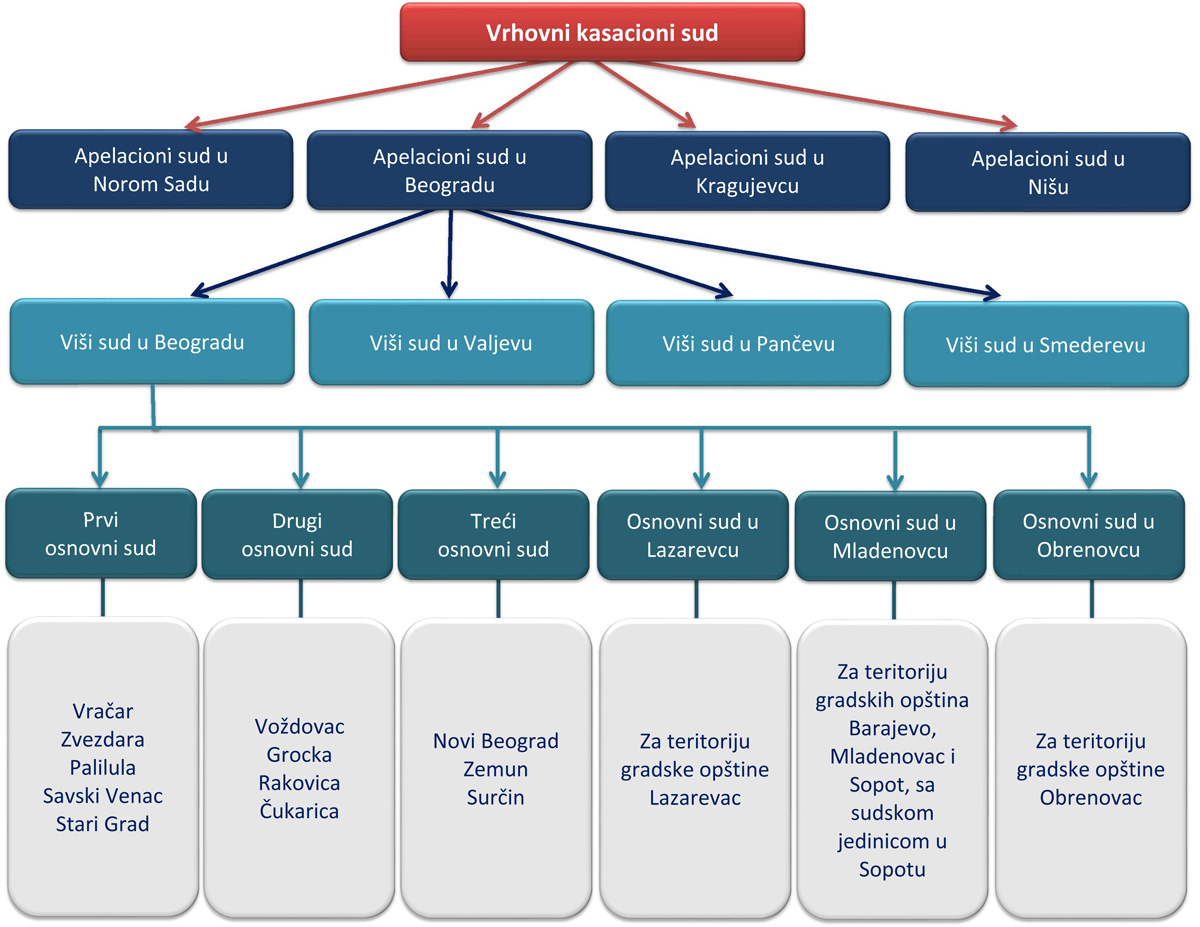 Vrhovni kasacioni sud
Apelacioni sud u
Norom Sadu
Apelacioni sud u
Beogradu
Apelacioni sud u
Kragujevcu
Apelacioni sud u
Nišu
Viši sud u Beogradu
Viši sud u Valjevu
Viši sud u Pančevu
Viši sud u Smederevu
Prvi
osnovni sud
Drugi
osnovni sud
Treći
osnovni sud
Osnovni sud u
Lazarevcu
Osnovni sud u
Mladenovcu
Osnovni sud u
Obrenovcu
Vračar
Zvezdara
Palilula
Savski Venac
Stari Grad
Voždovac
Grocka
Rakovica
Čukarica
Novi Beograd
Zemun
Surčin
Za teritoriju
gradske opštine
Lazarevac
Za teritoriju
gradskih opština
Barajevo,
Mladenovac i
Sopot, sa
sudskom
jedinicom u
Sopotu
Za teritoriju
gradske opštine
Obrenovac